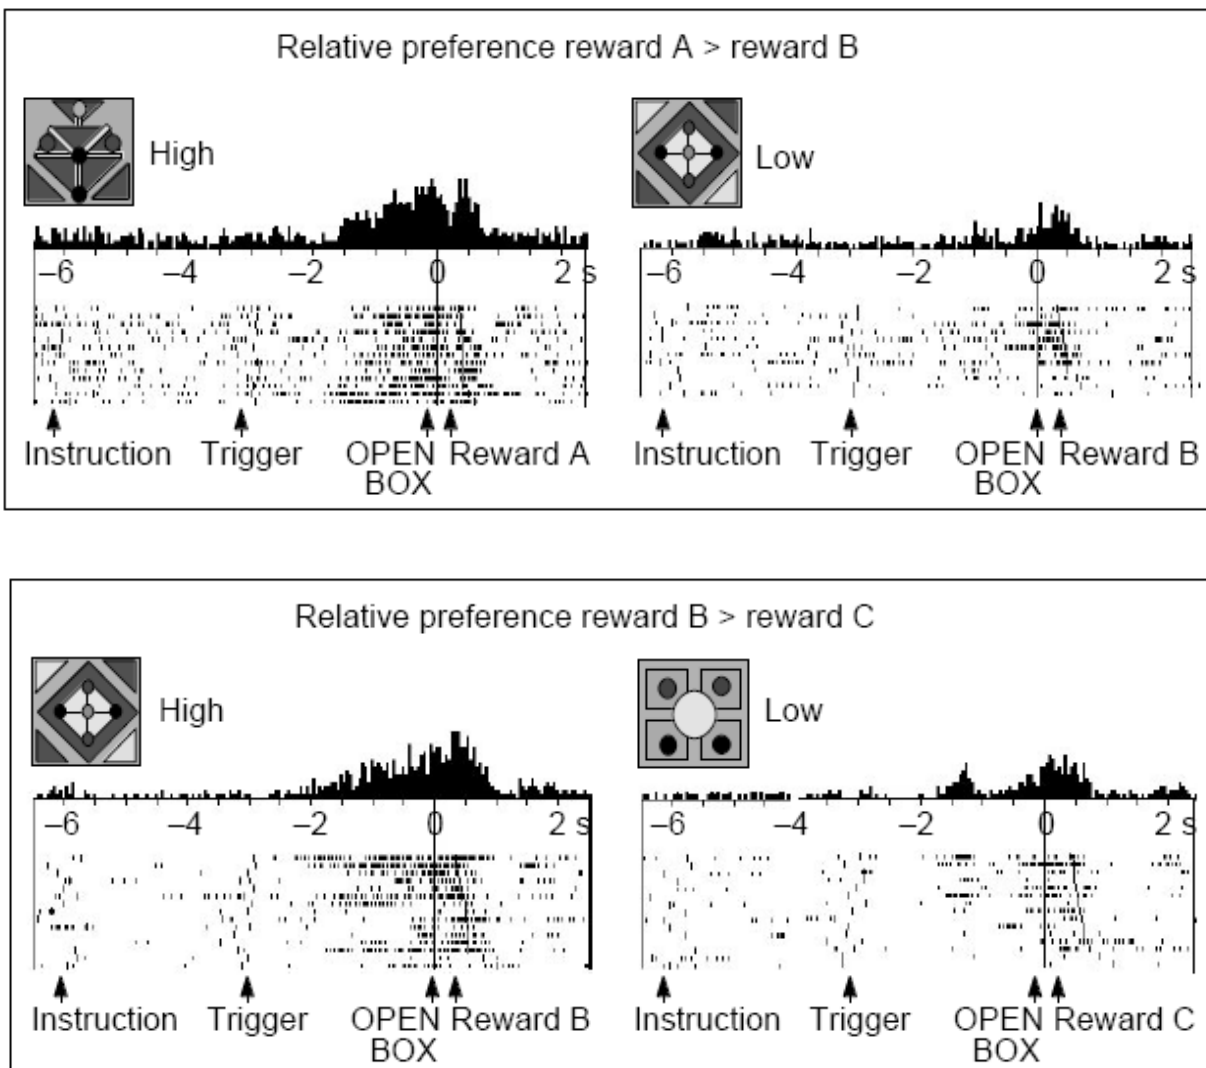 Relative preference reward A > reward B
High
Low
–6 –4 –2 0 2 s
–6 –4 –2 0 2 s
Instruction Trigger OPEN BOX Reward A
Instruction Trigger OPEN BOX Reward B
Relative preference reward B > reward C
High
Low
–6 –4 –2 0 2 s
–6 –4 –2 0 2 s
Instruction Trigger OPEN BOX Reward B
Instruction Trigger OPEN BOX Reward C